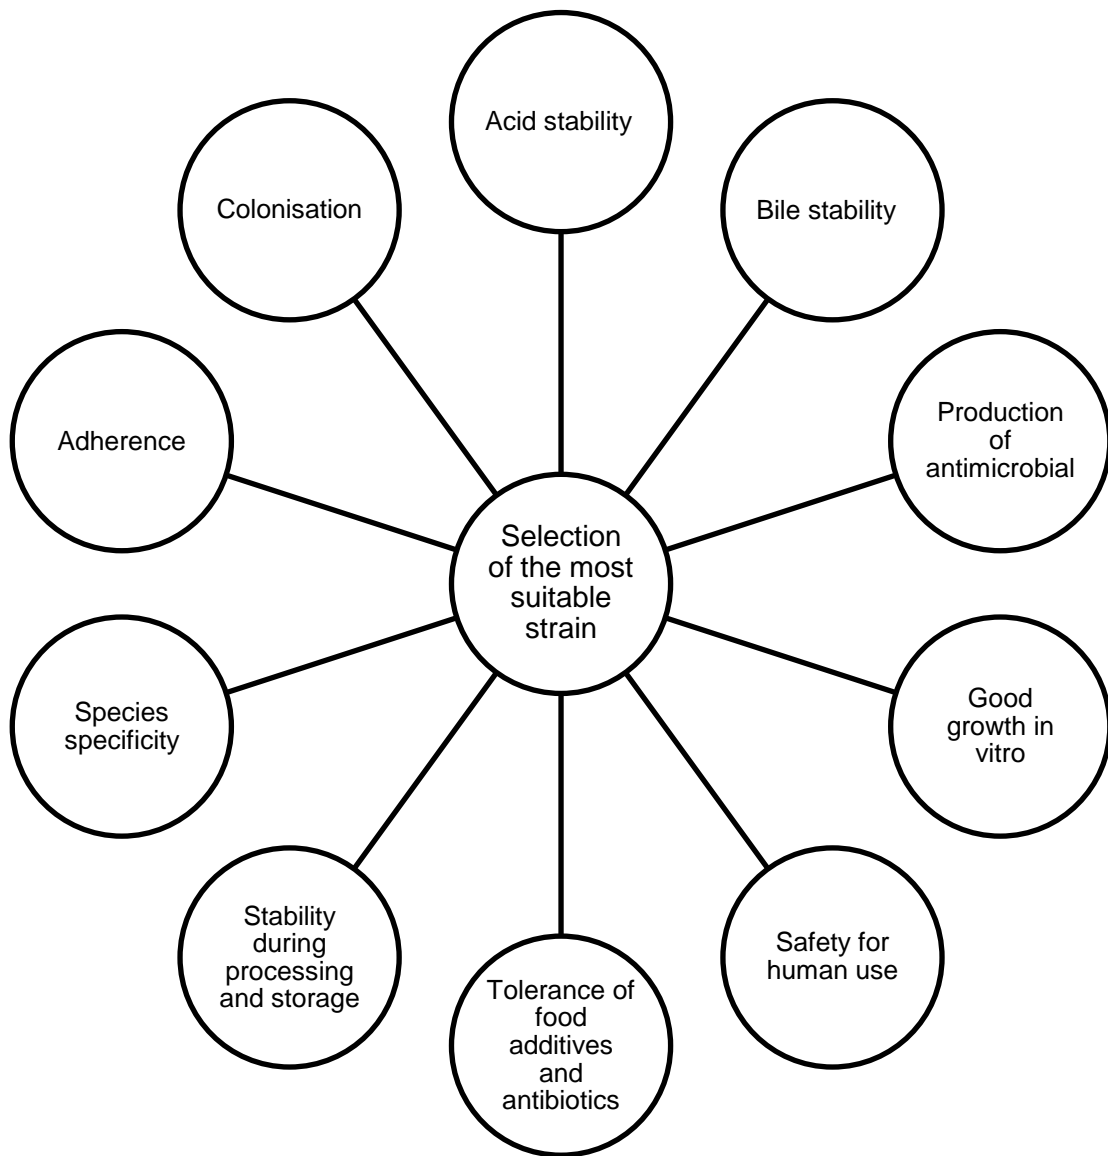 Acid stability
Bile stability
Production
of
antimicrobial
Good
growth in
vitro
Safety for
human use
Tolerance of
food
additives
and
antibiotics
Stability
during
processing
and storage
Species
specificity
Adherence
Colonisation
Selection
of the most
suitable
strain